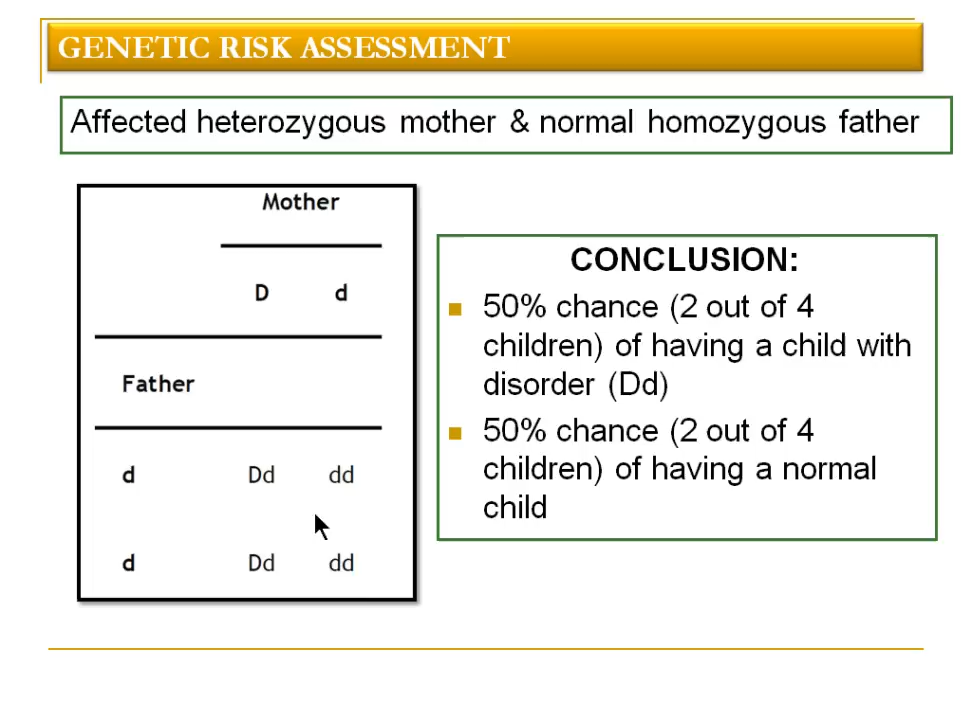 GENETIC RISK ASSESSMENT
Affected heterozygous mother & normal homozygous father
Mother
D d
Father
d Dd dd
d Dd dd
CONCLUSION:
50% chance (2 out of 4
children) of having a child with
disorder (Dd)
50% chance (2 out of 4
children) of having a normal
child